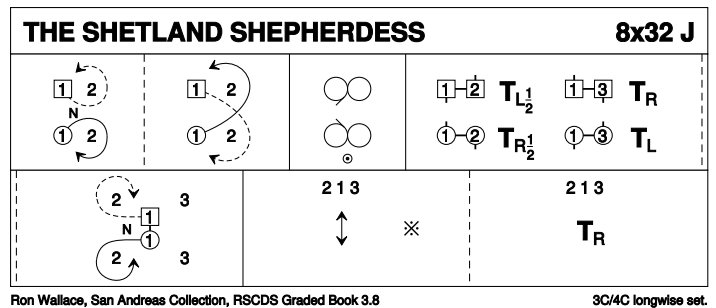 THE SHETLAND SHEPHERDESS 8x32 J
1 2 1 2 1 2 T L 1/2 1 3 T R
N
1 2 1 2 1 2 T R 1/2 1 3 T L
2 3 2 1 3 2 1 3
1
N 1 ※ T R
2 3
Ron Wallace, San Andreas Collection, RSCDS Graded Book 3.8 3C/4C longwise set.